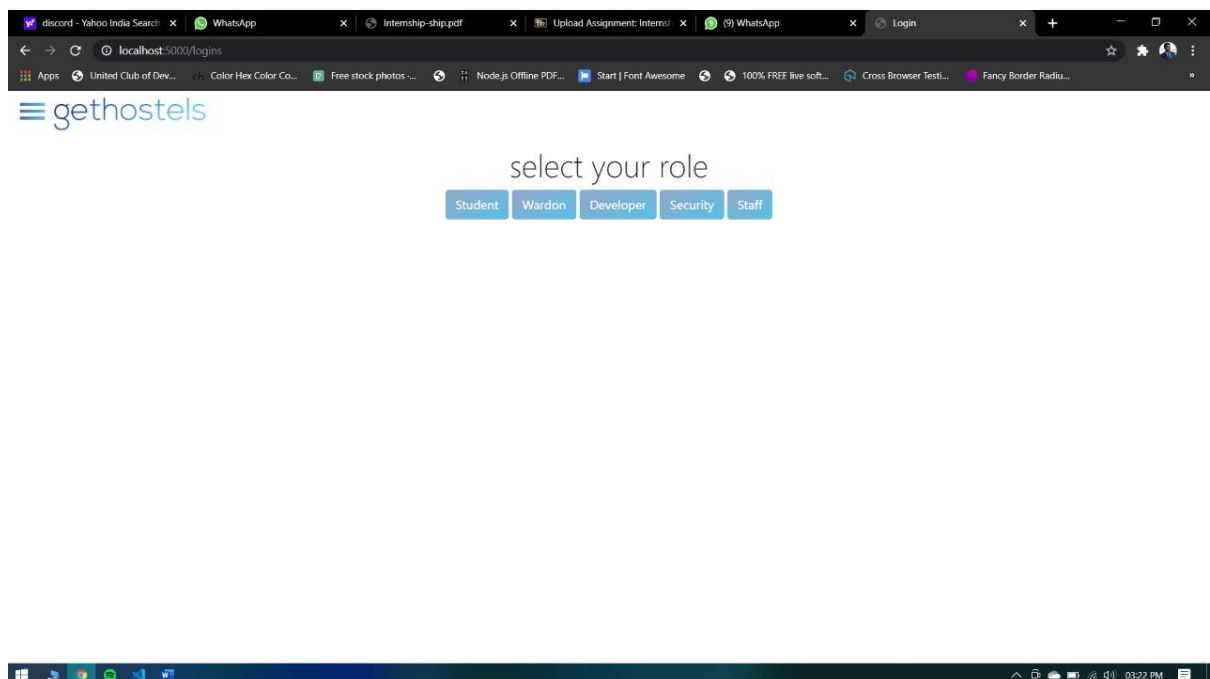 discord - Yahoo India Search WhatsApp Internship-ship.pdf Upload Assignment: Interns (9) WhatsApp Login
localhost:5000/logins
Apps United Club of Dev... Color Hex Color Co... Free stock photos ·... Node.js Offline PDF... Start | Font Awesome 100% FREE live soft... Cross Browser Testi... Fancy Border Radiu... »
gethostels
select your role
Student Wardon Developer Security Staff
03:22 PM